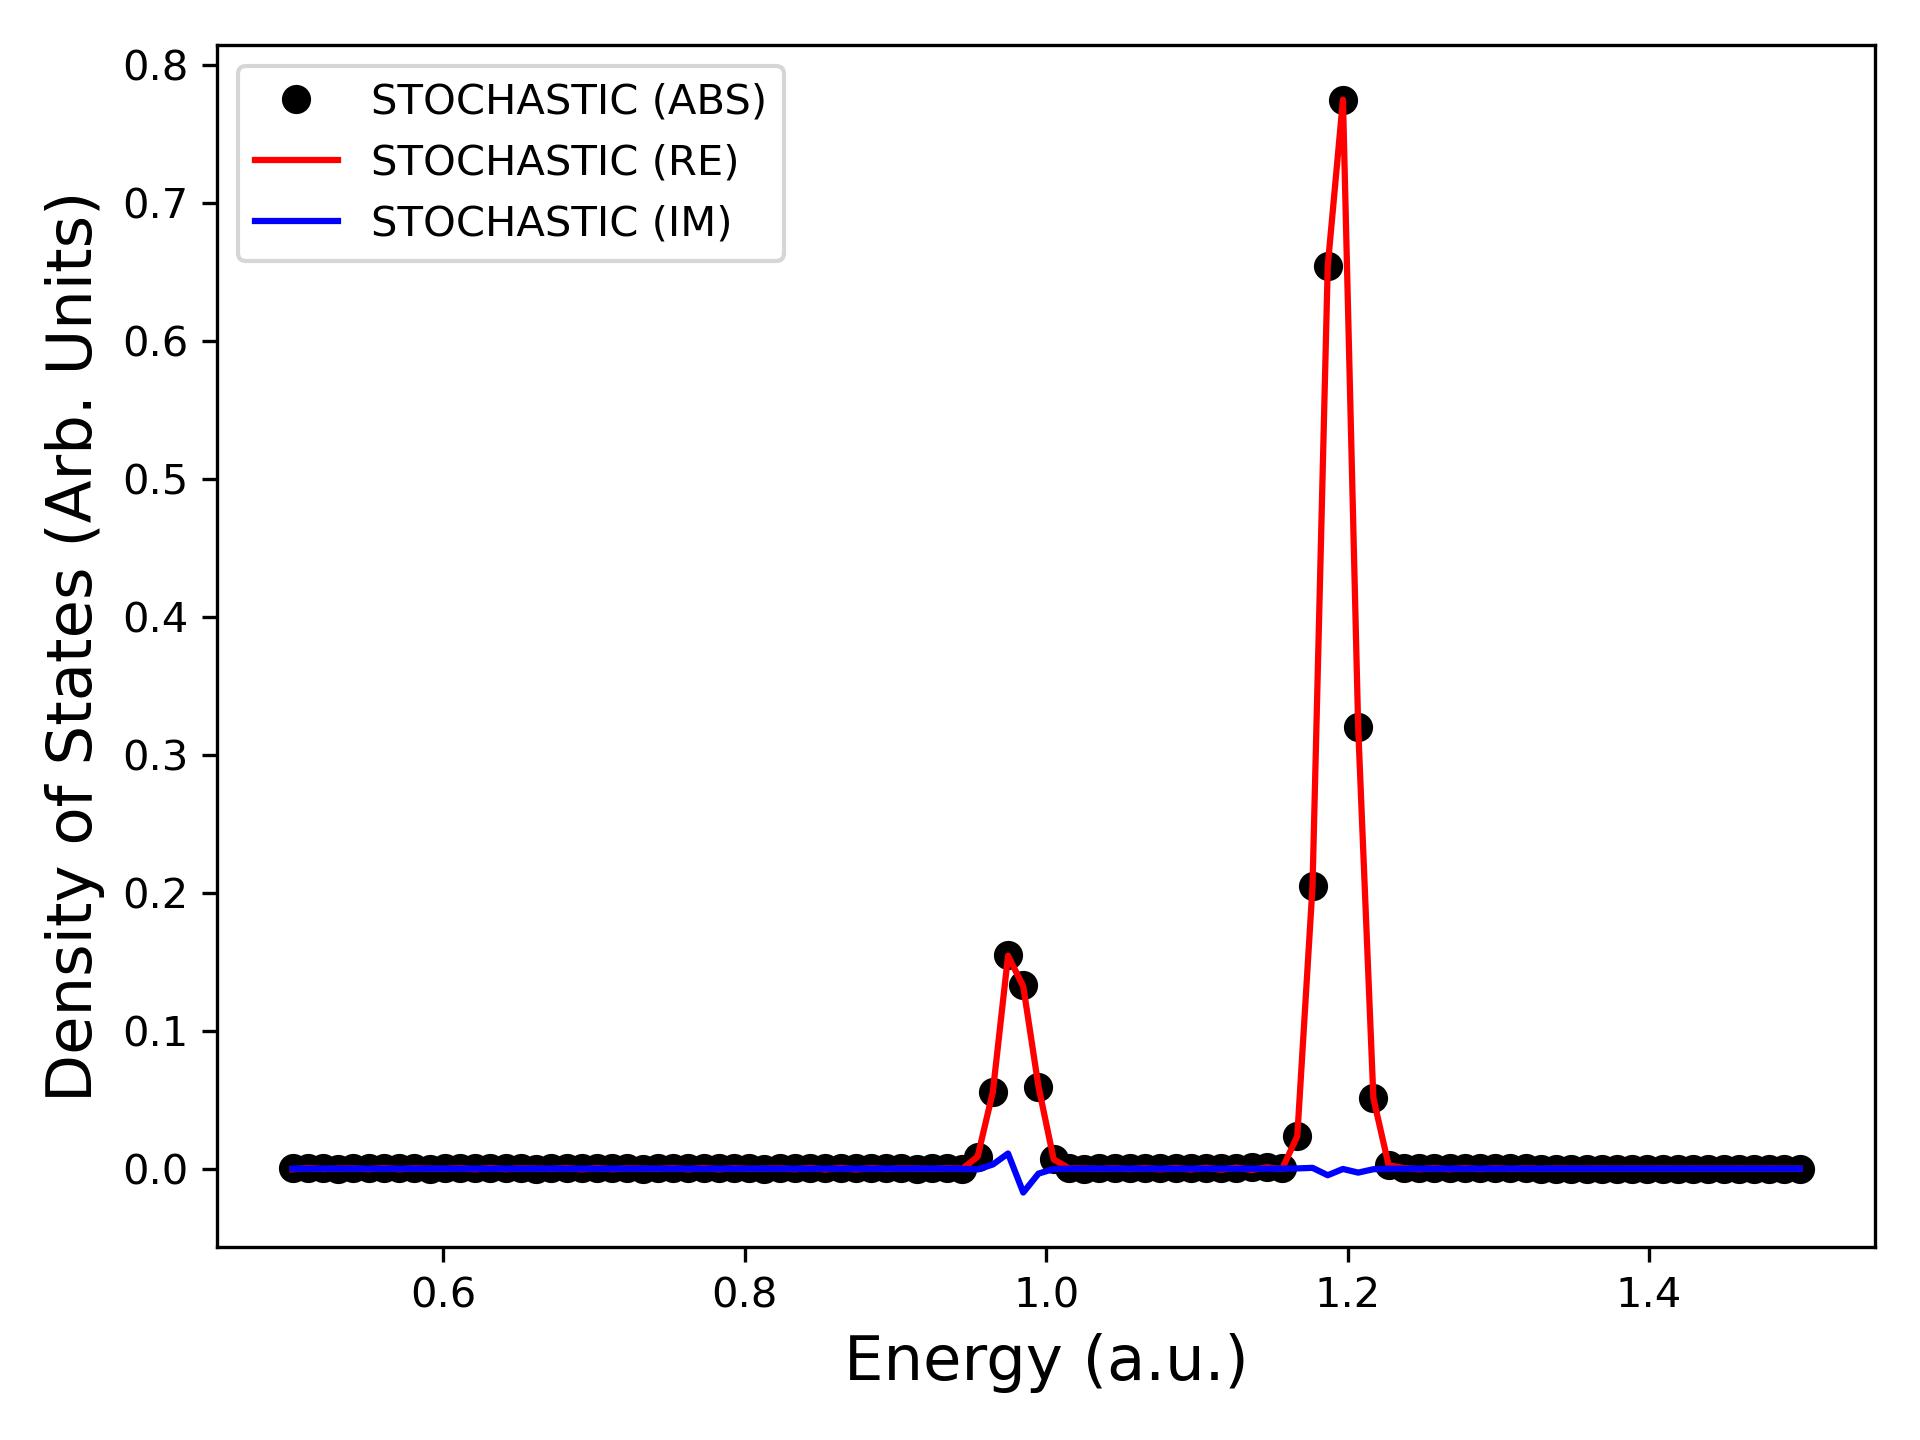 STOCHASTIC (ABS)
STOCHASTIC (RE)
STOCHASTIC (IM)
Density of States (Arb. Units)
0.8
0.7
0.6
0.5
0.4
0.3
0.2
0.1
0.0
0.6 0.8 1.0 1.2 1.4
Energy (a.u.)